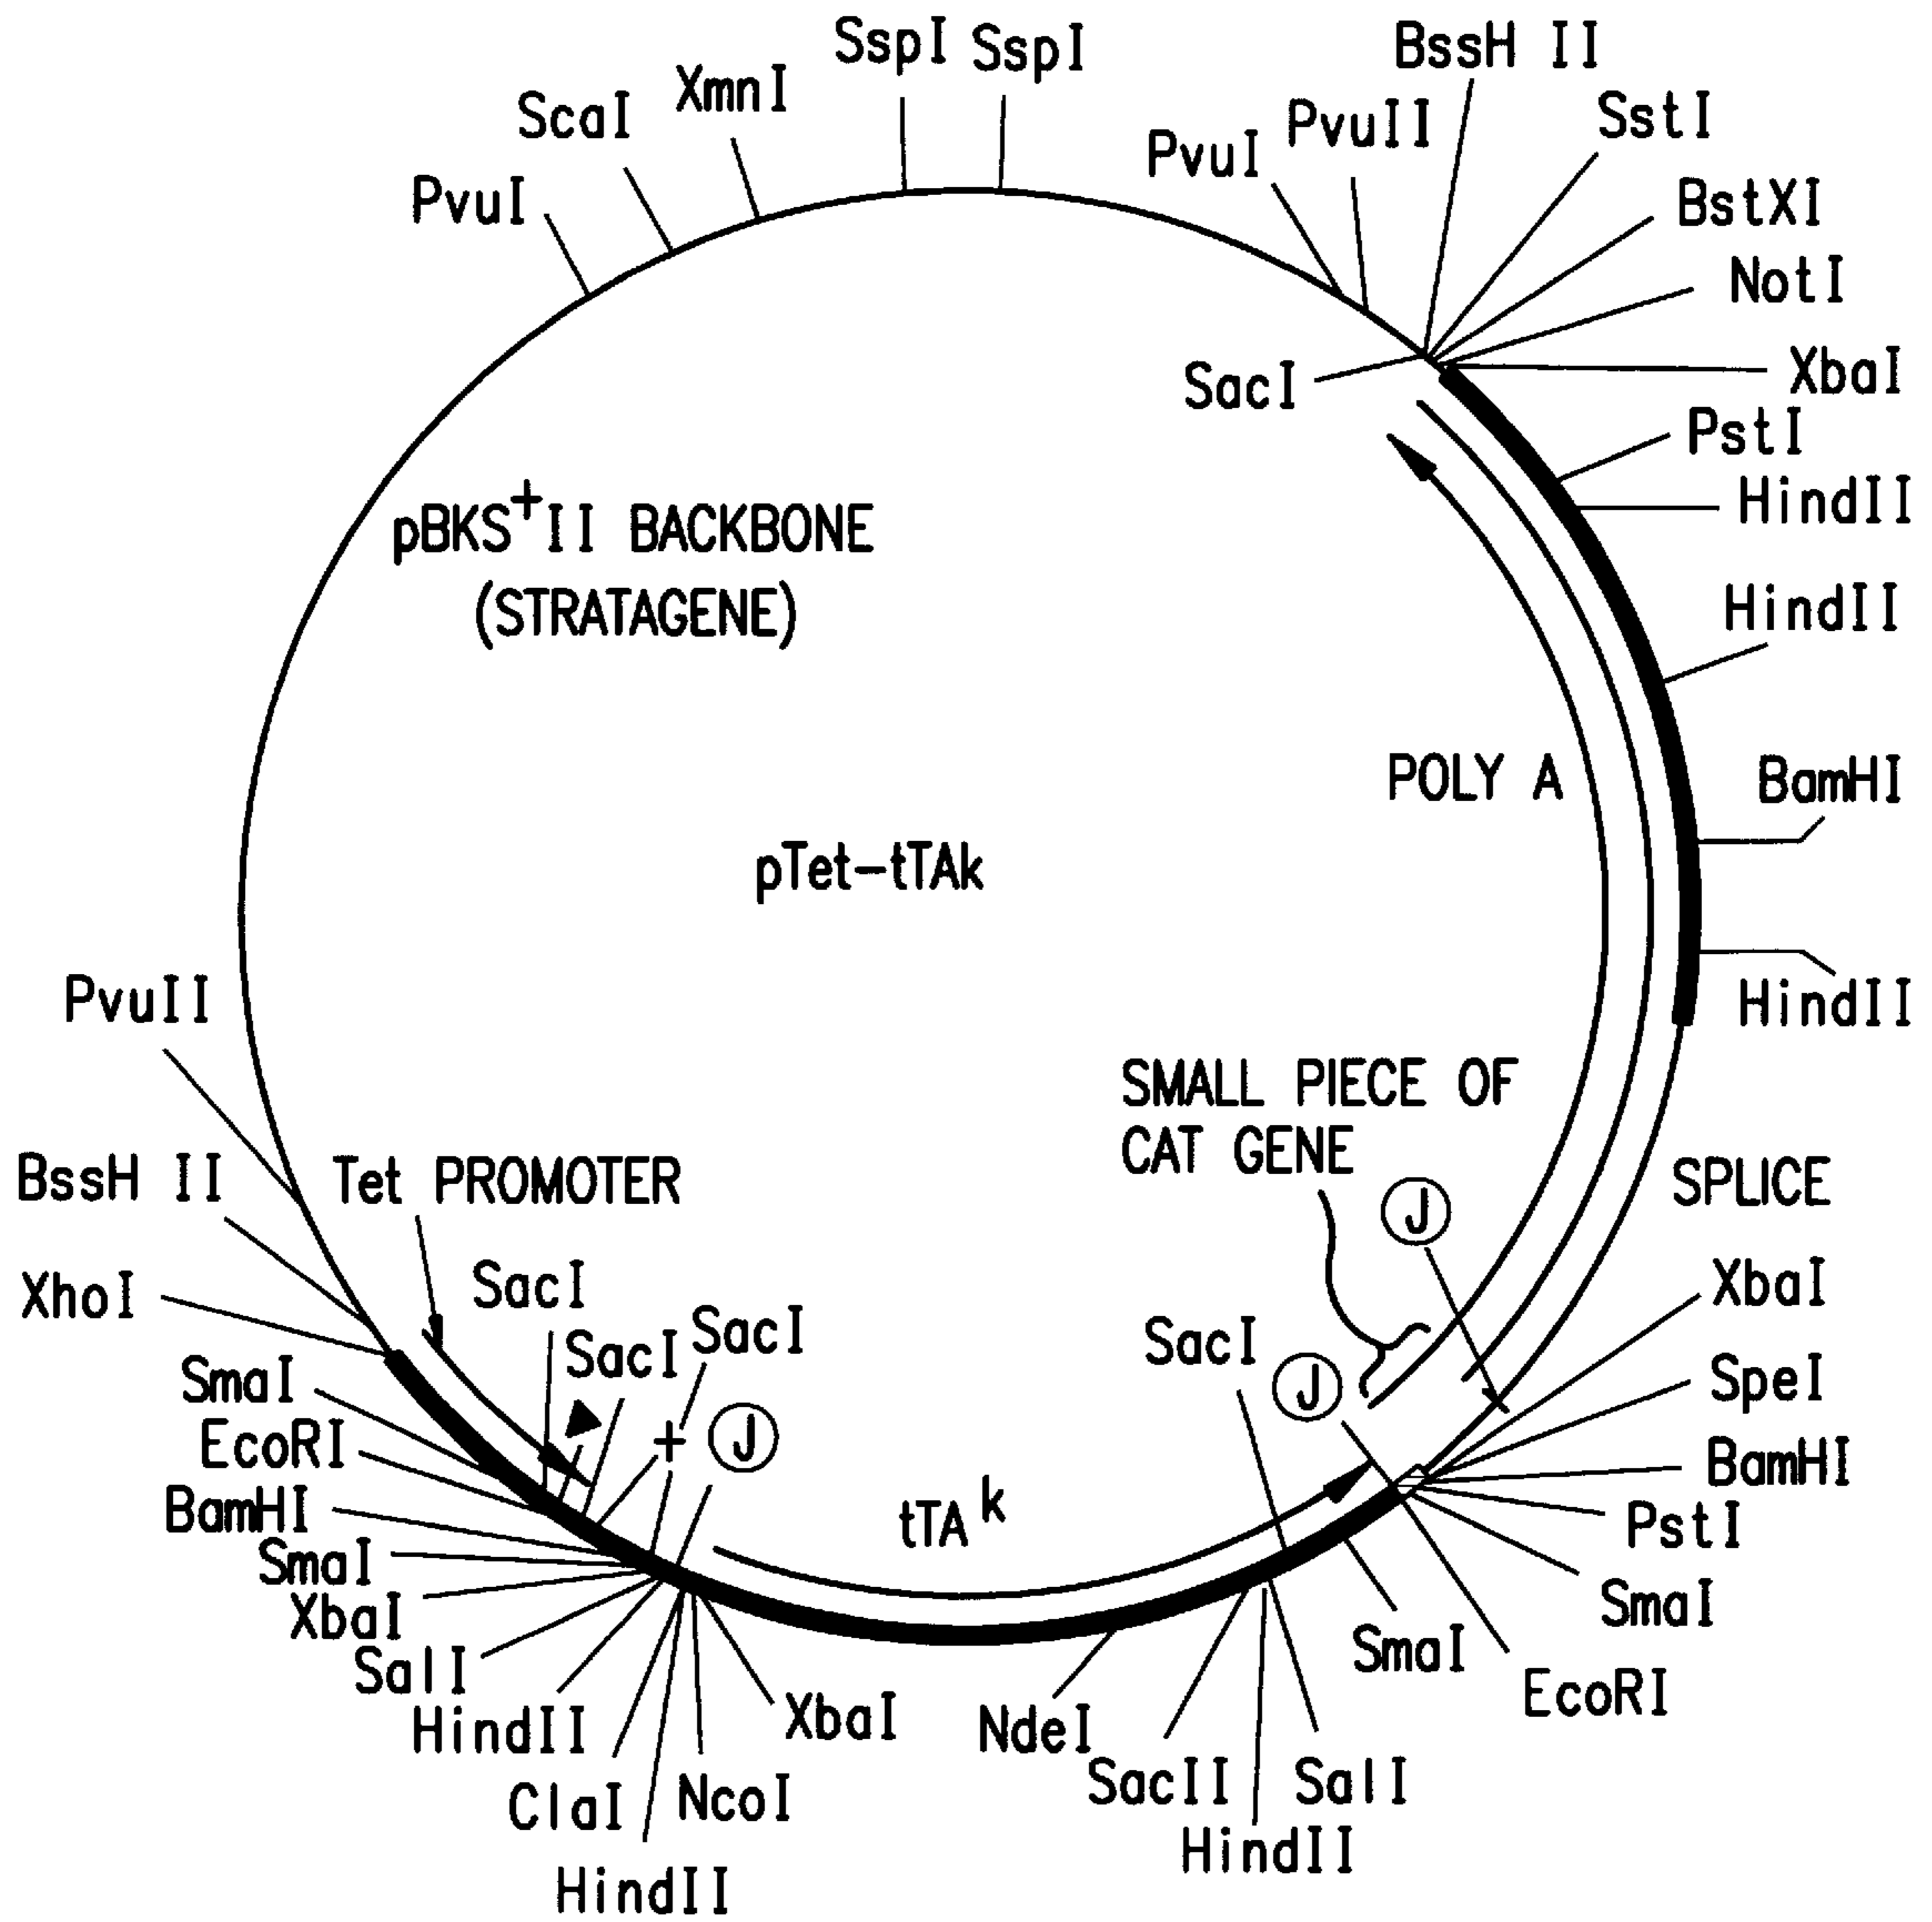 SspI SspI
BssH II
XmnI
ScaI
PvuI
PvuII
SstI
PvuI
BstXI
NotI
SacI
XbaI
PstI
HindII
pBKS+II BACKBONE
(STRATAGENE)
HindII
POLY A
BamHI
pTet-tTAk
HindII
PvuII
SMALL PIECE OF
CAT GENE
BssH II
Tet PROMOTER
J
SPLICE
XhoI
SacI
XbaI
SacI
SacI
SacI
J
SmaI
SpeI
EcoRI
+
J
BamHI
BamHI
tTAk
PstI
SmaI
XbaI
SmaI
SalI
SmaI
HindII
XbaI
NdeI
EcoRI
ClaI
NcoI
SacII
SalI
HindII
HindII